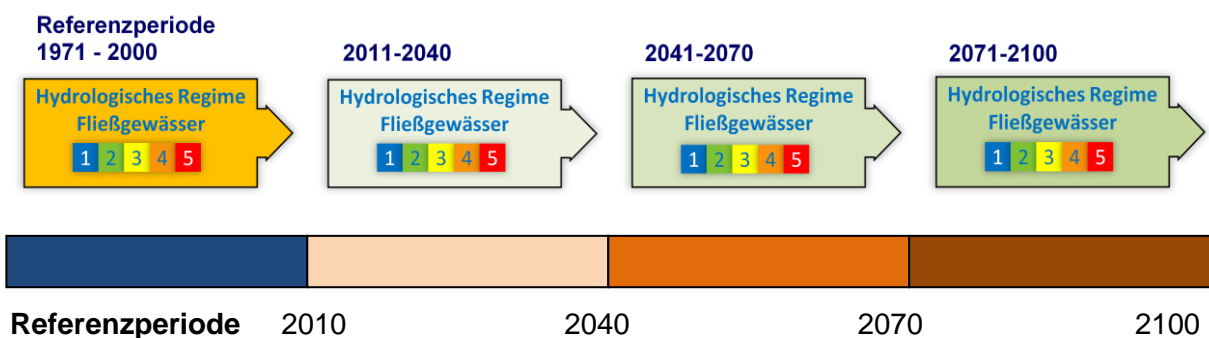 Referenzperiode
1971 - 2000
2011-2040
2041-2070
2071-2100
Hydrologisches Regime
Fließgewässer
1 2 3 4 5
Hydrologisches Regime
Fließgewässer
1 2 3 4 5
Hydrologisches Regime
Fließgewässer
1 2 3 4 5
Hydrologisches Regime
Fließgewässer
1 2 3 4 5
Referenzperiode 2010 2040 2070 2100